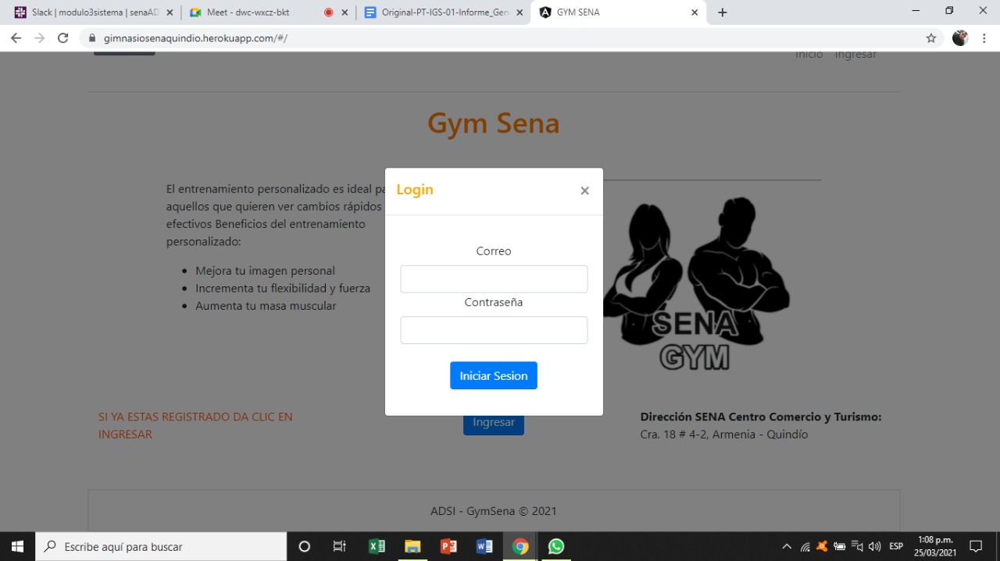 Slack | modulo3sistema | senaAD
Meet - dwc-wxcz-bkt
Original-PT-IGS-01-Informe_Gen
GYM SENA
gimnasiosenaquindio.herokuapp.com/#/
Inicio Ingresar
Gym Sena
El entrenamiento personalizado es ideal pa
aquellos que quieren ver cambios rápidos
efectivos Beneficios del entrenamiento
personalizado:
Mejora tu imagen personal
Incrementa tu flexibilidad y fuerza
Aumenta tu masa muscular
Login
Correo
Contraseña
Iniciar Sesion
SENA
GYM
SI YA ESTAS REGISTRADO DA CLIC EN
INGRESAR
Ingresar
Dirección SENA Centro Comercio y Turismo:
Cra. 18 # 4-2, Armenia - Quindío
ADSI - GymSena © 2021
Escribe aquí para buscar
ESP
1:08 p.m.
25/03/2021